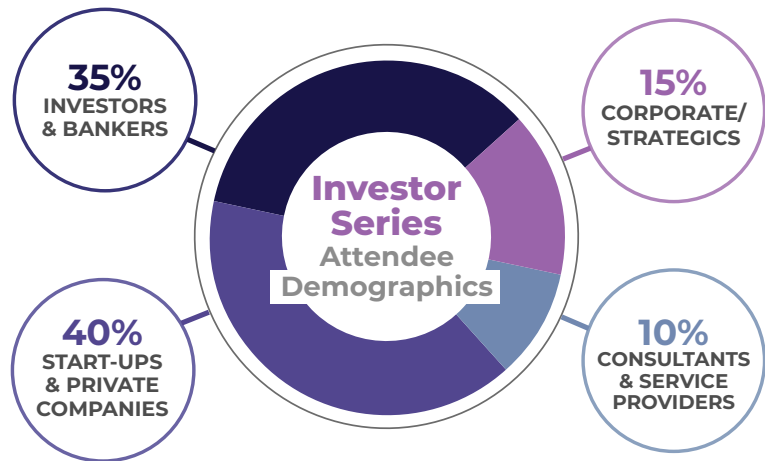 35%
INVESTORS
& BANKERS
15%
CORPORATE/
STRATEGICS
Investor
Series
Attendee
Demographics
40%
START-UPS
& PRIVATE
COMPANIES
10%
CONSULTANTS
& SERVICE
PROVIDERS